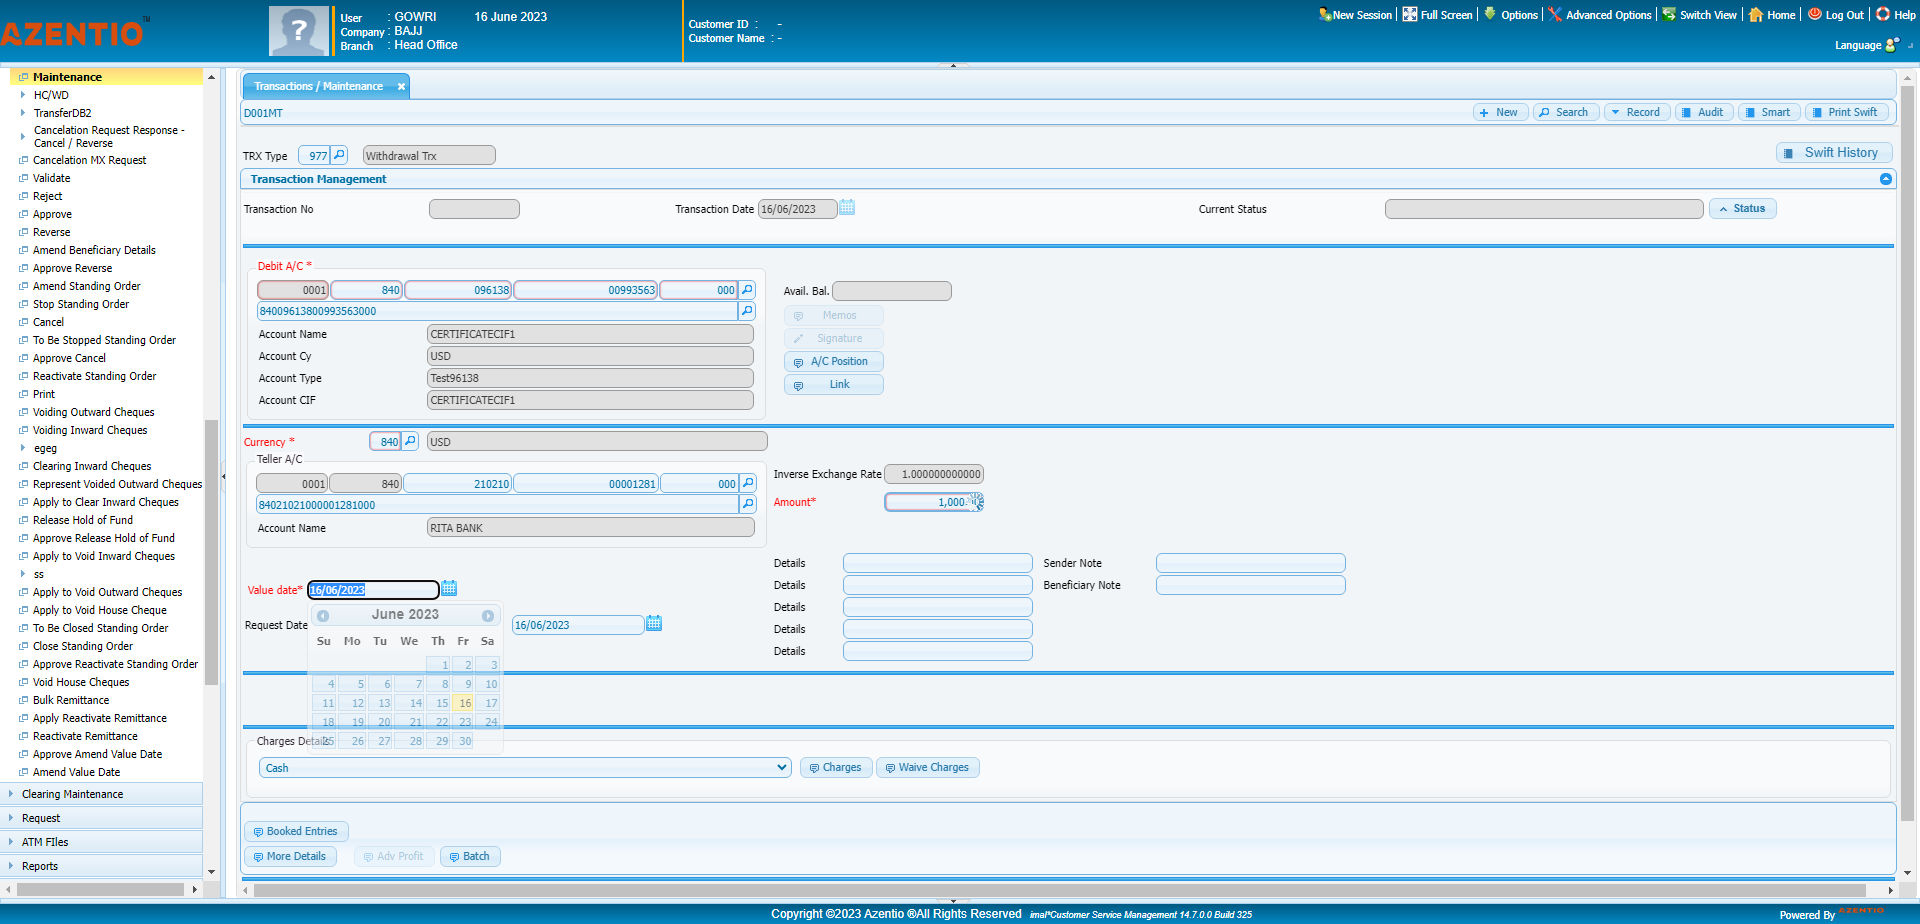 AZENTIO™
?
User : GOWRI 16 June 2023
Company : BAJJ
Branch : Head Office
Customer ID : -
Customer Name : -
New Session | Full Screen | Options | Advanced Options | Switch View | Home | Log Out | Help
Language
Maintenance
HC/WD
TransferDB2
Cancelation Request Response -
Cancel / Reverse
Cancelation MX Request
Validate
Reject
Approve
Reverse
Amend Beneficiary Details
Approve Reverse
Amend Standing Order
Stop Standing Order
Cancel
To Be Stopped Standing Order
Approve Cancel
Reactivate Standing Order
Print
Voiding Outward Cheques
Voiding Inward Cheques
egeg
Clearing Inward Cheques
Represent Voided Outward Cheques
Apply to Clear Inward Cheques
Release Hold of Fund
Approve Release Hold of Fund
Apply to Void Inward Cheques
ss
Apply to Void Outward Cheques
Apply to Void House Cheque
To Be Closed Standing Order
Close Standing Order
Approve Reactivate Standing Order
Void House Cheques
Bulk Remittance
Apply Reactivate Remittance
Reactivate Remittance
Approve Amend Value Date
Amend Value Date
Clearing Maintenance
Request
ATM FIles
Reports
Transactions / Maintenance
D001MT
New Search Record Audit Smart Print Swift
TRX Type 977 Withdrawal Trx
Swift History
Transaction Management
Transaction No Transaction Date 16/06/2023 Current Status Status
Debit A/C *
0001 840 096138 00993563 000
84009613800993563000
Account Name CERTIFICATECIF1
Account Cy USD
Account Type Test96138
Account CIF CERTIFICATECIF1
Avail. Bal.
Memos
Signature
A/C Position
Link
Currency * 840 USD
Teller A/C
0001 840 210210 00001281 000
84021021000001281000
Account Name RITA BANK
Inverse Exchange Rate 1.000000000000
Amount* 1,000.
Value date* 16/06/2023
Request Date 16/06/2023
June 2023
Su Mo Tu We Th Fr Sa
1 2 3
4 5 6 7 8 9 10
11 12 13 14 15 16 17
18 19 20 21 22 23 24
25 26 27 28 29 30
Details
Details
Details
Details
Details
Sender Note
Beneficiary Note
Charges Details
Cash Charges Waive Charges
Booked Entries
More Details Adv Profit Batch
Copyright ©2023 Azentio ®All Rights Reserved imal*Customer Service Management 14.7.0.0 Build 325
Powered By AZENTIO